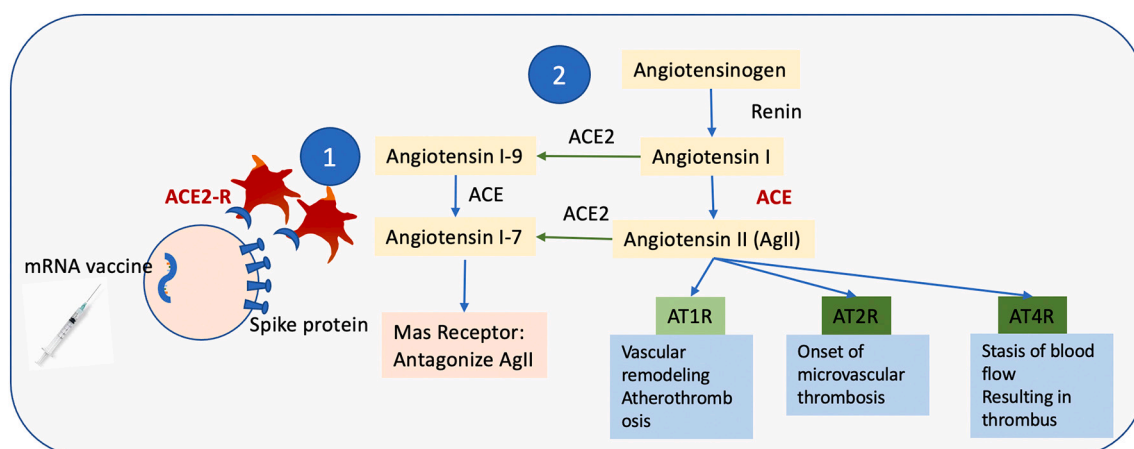 2
Angiotensinogen
Renin
1
ACE2
Angiotensin I-9
Angiotensin I
ACE2-R
ACE
ACE
ACE2
Angiotensin I-7
Angiotensin II (AgII)
mRNA vaccine
Spike protein
Mas Receptor:
Antagonize AgII
AT1R
AT2R
AT4R
Vascular
remodeling
Atherothromb
osis
Onset of
microvascular
thrombosis
Stasis of blood
flow
Resulting in
thrombus